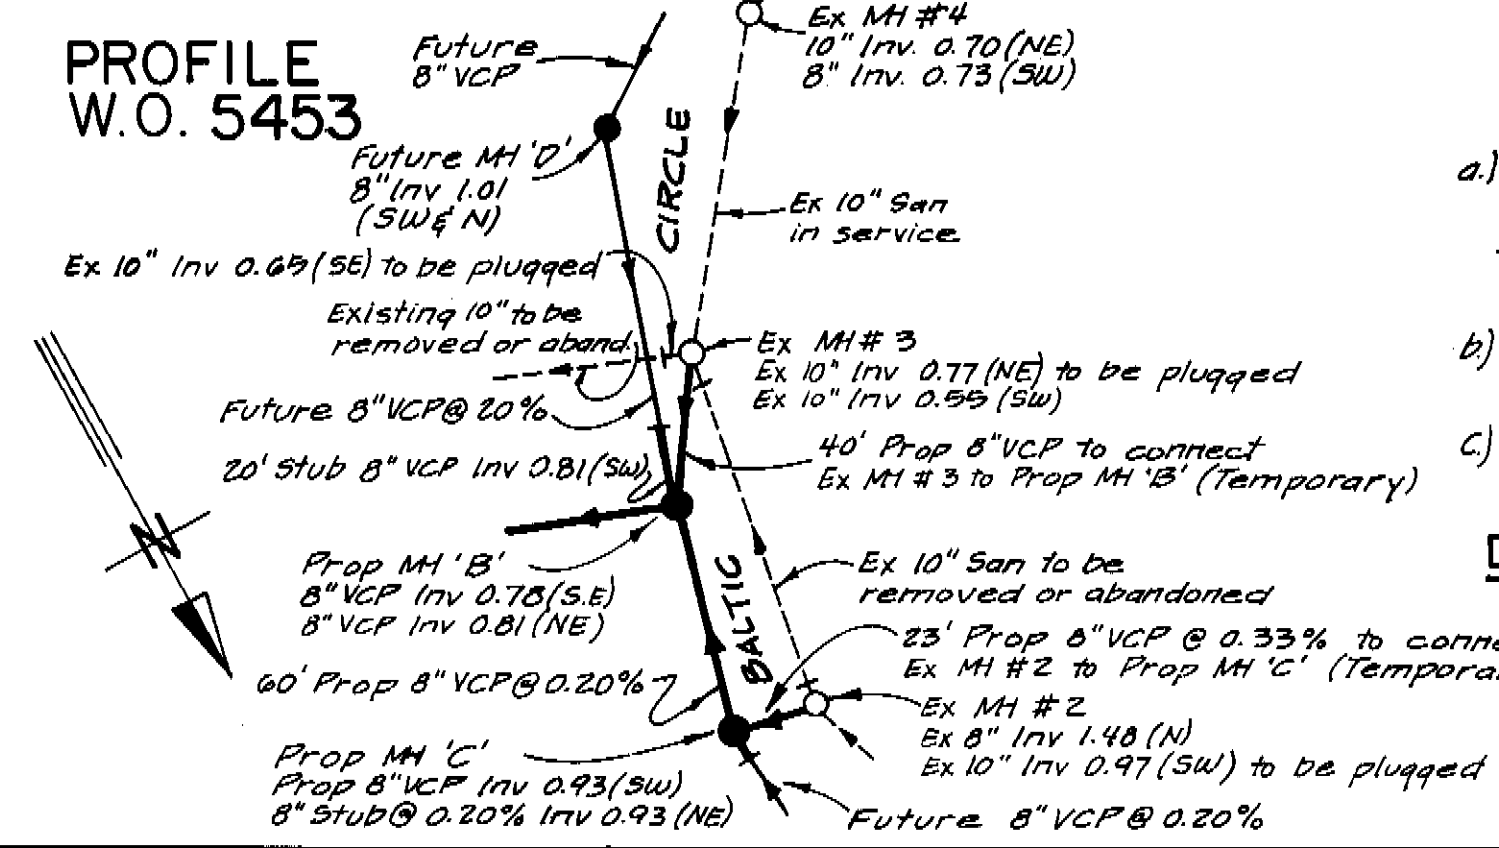 PROFILE
W.O. 5453
Future
8" VCP
Ex MH #4
10" Inv. 0.70 (NE)
8" Inv. 0.73 (SW)
Future MH 'D'
8" Inv 1.01
(SW & N)
CIRCLE
Ex 10" San
in service
a.)
Ex 10" Inv 0.65 (SE) to be plugged
Existing 10" to be
removed or aband.
Ex MH # 3
Ex 10" Inv 0.77 (NE) to be plugged
Ex 10" Inv 0.55 (SW)
b.)
Future 8" VCP @ 20%
40' Prop 8" VCP to connect
Ex MH # 3 to Prop MH 'B' (Temporary)
c.)
20' Stub 8" VCP Inv 0.81 (SW)
N
Prop MH 'B'
8" VCP Inv 0.78 (S.E)
8" VCP Inv 0.81 (NE)
BALTIC
Ex 10" San to be
removed or abandoned
23' Prop 8" VCP @ 0.33% to conne
Ex MH #2 to Prop MH 'C' (Tempora
60' Prop 8" VCP @ 0.20%
Ex MH # 2
Ex 8" Inv 1.48 (N)
Ex 10" Inv 0.97 (SW) to be plugged
Prop MH 'C'
Prop 8" VCP Inv 0.93 (SW)
8" Stub @ 0.20% Inv 0.93 (NE)
Future 8" VCP @ 0.20%